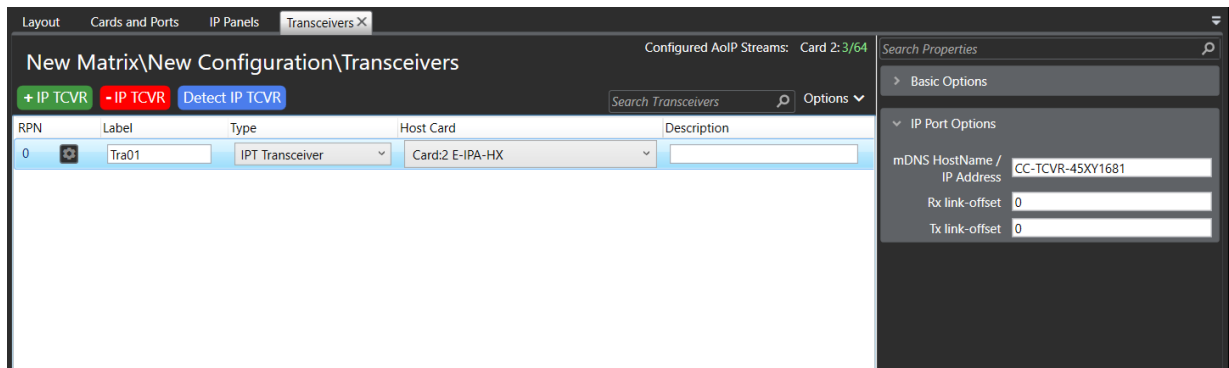 Layout Cards and Ports IP Panels Transceivers
New Matrix\New Configuration\Transceivers
Configured AoIP Streams: Card 2: 3/64
+ IP TCVR - IP TCVR Detect IP TCVR
Search Transceivers Options
RPN Label Type Host Card Description
0 Tra01 IPT Transceiver Card:2 E-IPA-HX
Search Properties
Basic Options
IP Port Options
mDNS HostName /
IP Address CC-TCVR-45XY1681
Rx link-offset 0
Tx link-offset 0